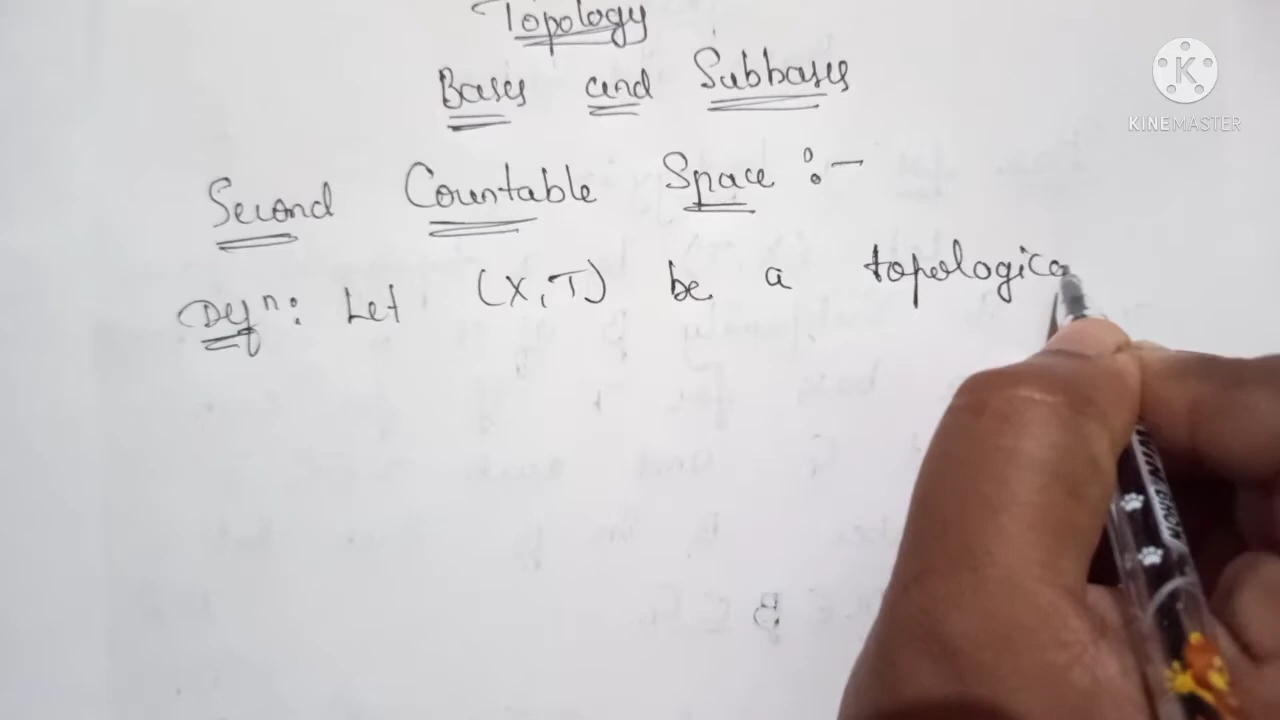 Topology
Bases and Subbases
K
KINEMASTER
Second Countable Space :-
Defn: Let (X, T) be a topologica